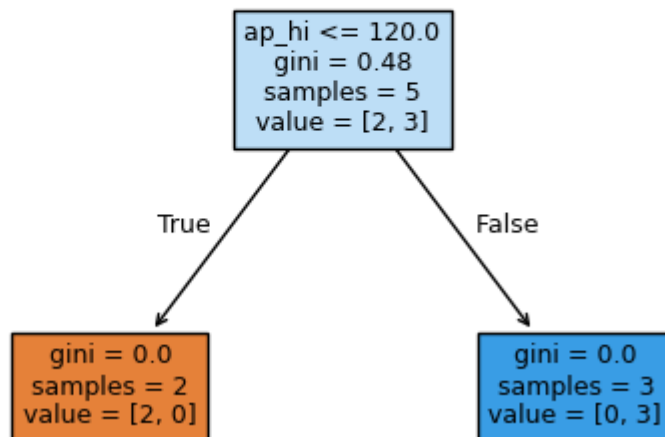 ap_hi <= 120.0
gini = 0.48
samples = 5
value = [2, 3]
True
False
gini = 0.0
samples = 2
value = [2, 0]
gini = 0.0
samples = 3
value = [0, 3]